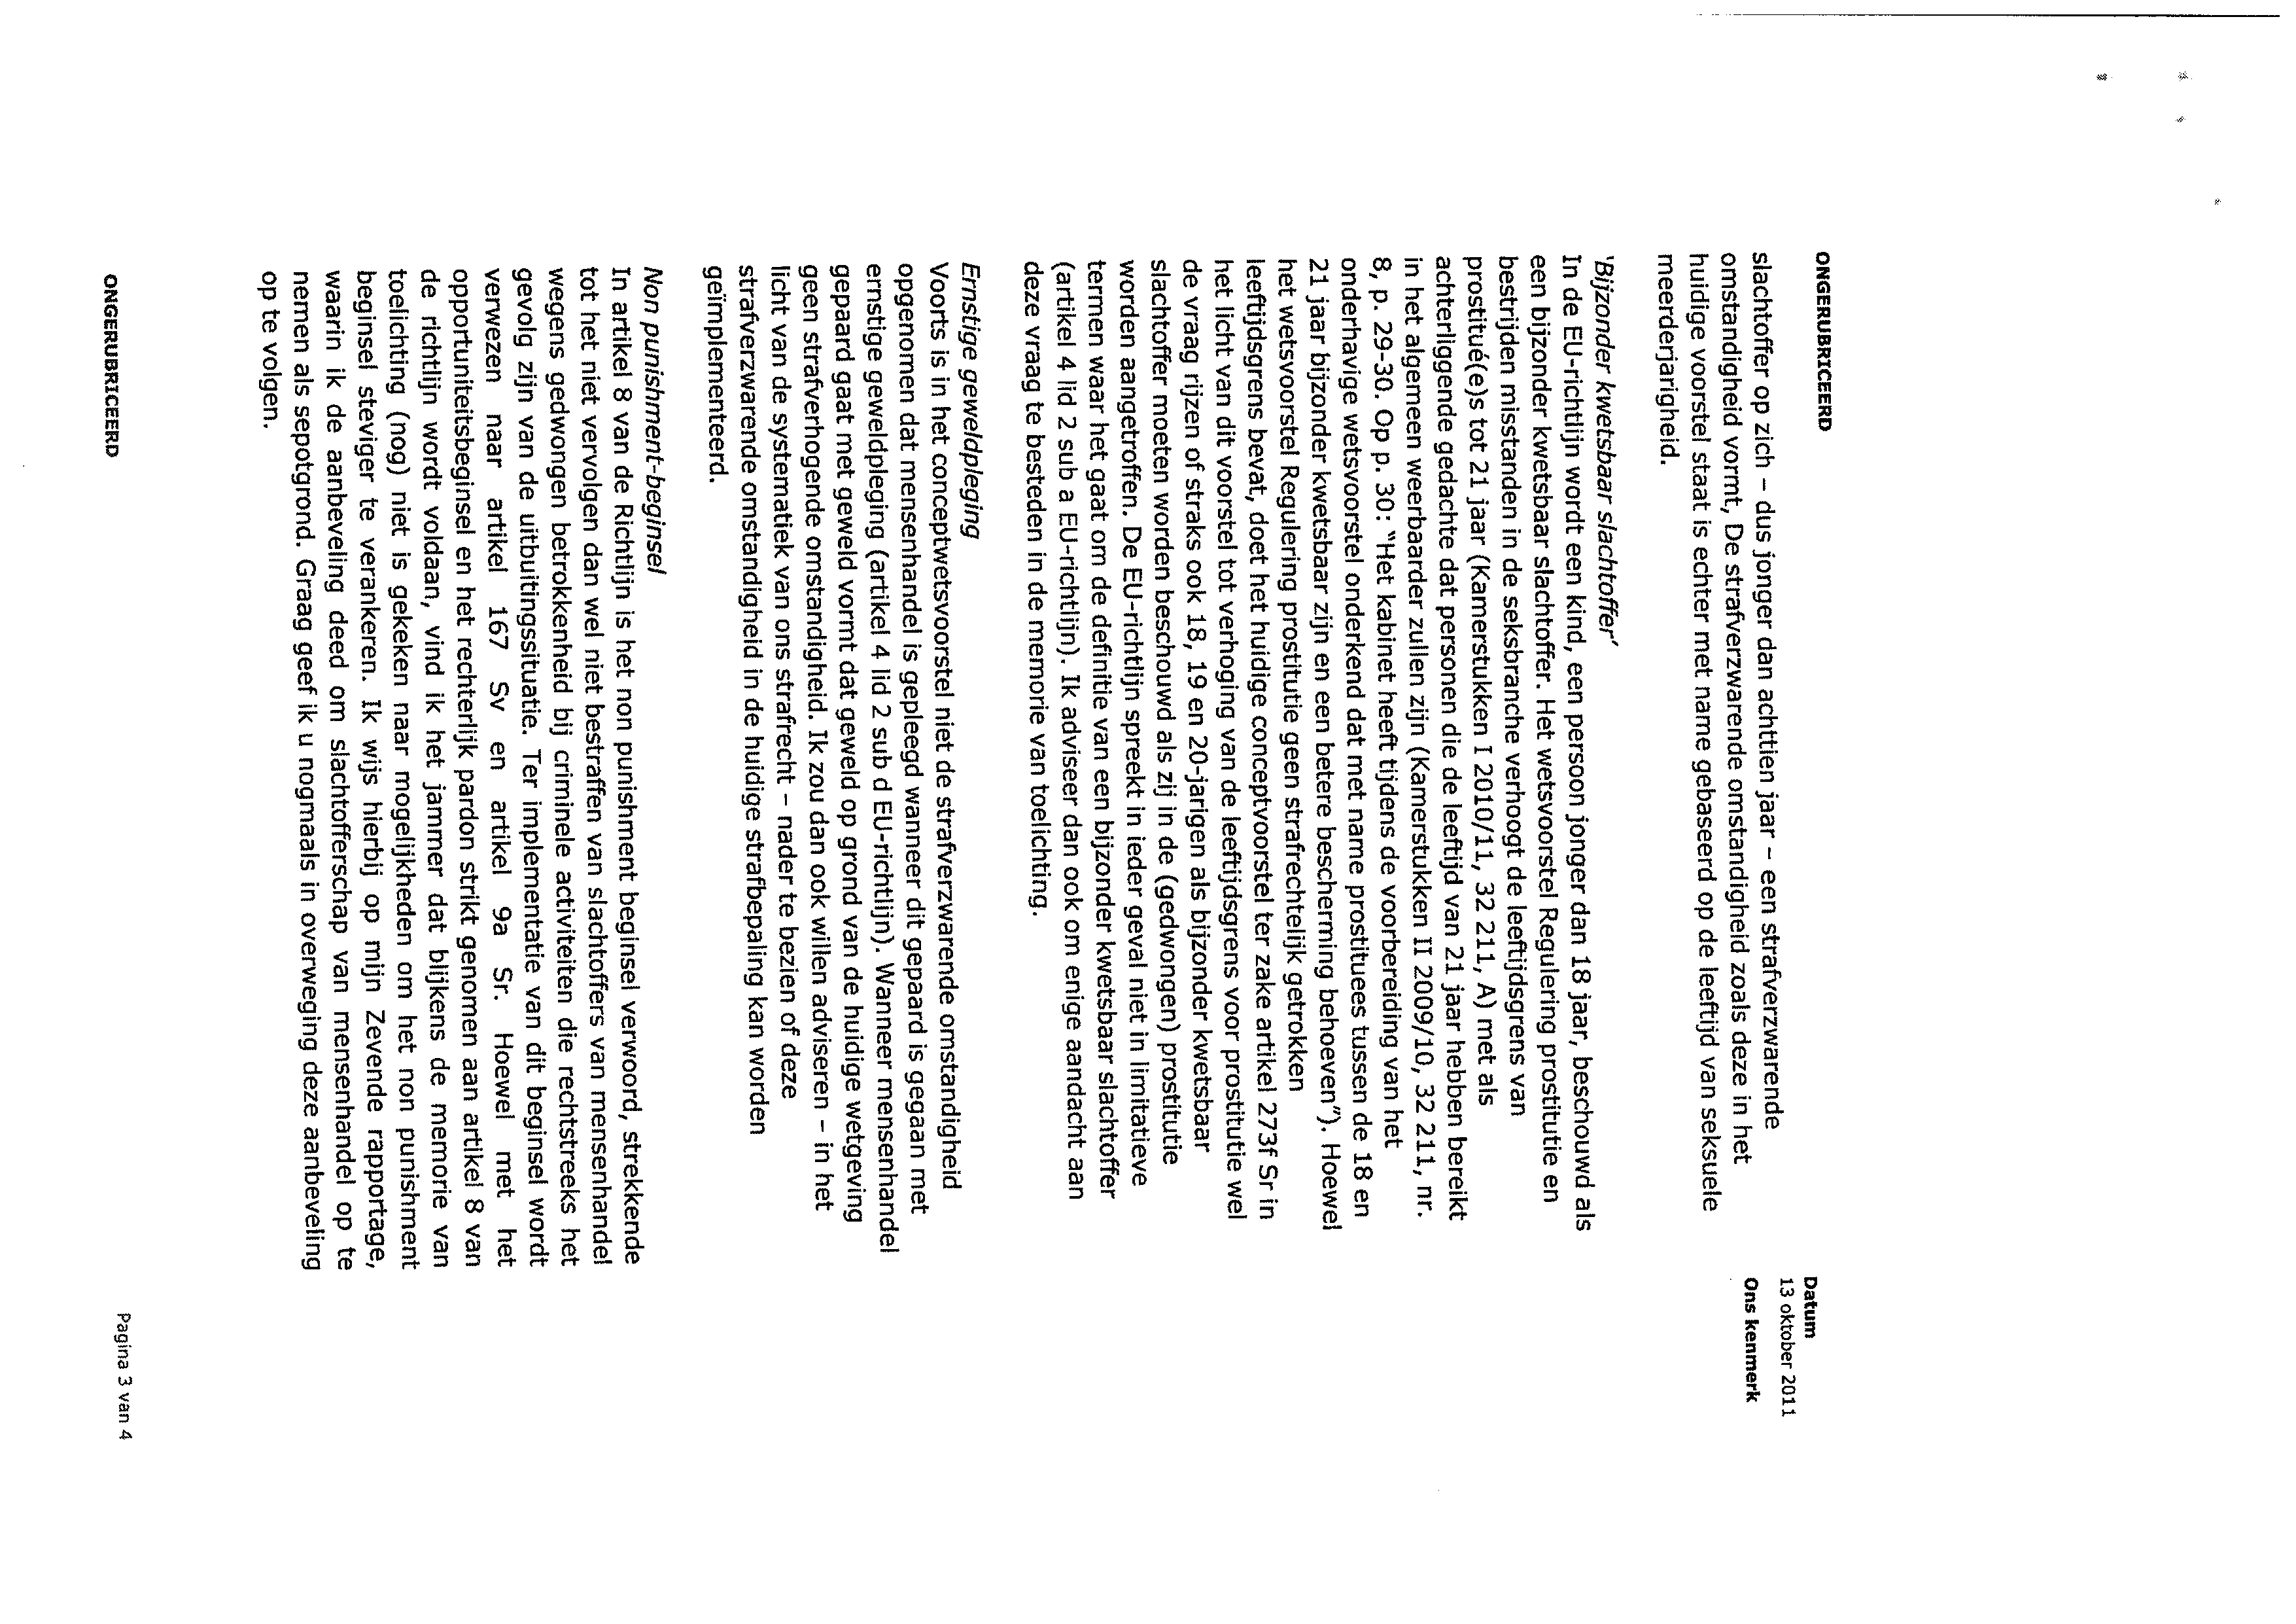 ONGERUBRICEERD
Datum
13 oktober 2011
Ons kenmerk
slachtoffer op zich – dus jonger dan achttien jaar – een strafverzwarende
omstandigheid vormt, De strafverzwarende omstandigheid zoals deze in het
huidige voorstel staat is echter met name gebaseerd op de leeftijd van seksuele
meerderjarigheid.
'Bijzonder kwetsbaar slachtoffer'
In de EU-richtlijn wordt een kind, een persoon jonger dan 18 jaar, beschouwd als
een bijzonder kwetsbaar slachtoffer. Het wetsvoorstel Regulering prostitutie en
bestrijden misstanden in de seksbranche verhoogt de leeftijdsgrens van
prostitué(e)s tot 21 jaar (Kamerstukken I 2010/11, 32 211, A) met als
achterliggende gedachte dat personen die de leeftijd van 21 jaar hebben bereikt
in het algemeen weerbaarder zullen zijn (Kamerstukken II 2009/10, 32 211, nr.
8, p. 29-30. Op p. 30: "Het kabinet heeft tijdens de voorbereiding van het
onderhavige wetsvoorstel onderkend dat met name prostituees tussen de 18 en
21 jaar bijzonder kwetsbaar zijn en een betere bescherming behoeven"). Hoewel
het wetsvoorstel Regulering prostitutie geen strafrechtelijk getrokken
leeftijdsgrens bevat, doet het huidige conceptvoorstel ter zake artikel 273f Sr in
het licht van dit voorstel tot verhoging van de leeftijdsgrens voor prostitutie wel
de vraag rijzen of straks ook 18, 19 en 20-jarigen als bijzonder kwetsbaar
slachtoffer moeten worden beschouwd als zij in de (gedwongen) prostitutie
worden aangetroffen. De EU-richtlijn spreekt in ieder geval niet in limitatieve
termen waar het gaat om de definitie van een bijzonder kwetsbaar slachtoffer
(artikel 4 lid 2 sub a EU-richtlijn). Ik adviseer dan ook om enige aandacht aan
deze vraag te besteden in de memorie van toelichting.
Ernstige geweldpleging
Voorts is in het conceptwetsvoorstel niet de strafverzwarende omstandigheid
opgenomen dat mensenhandel is gepleegd wanneer dit gepaard is gegaan met
ernstige geweldpleging (artikel 4 lid 2 sub d EU-richtlijn). Wanneer mensenhandel
gepaard gaat met geweld vormt dat geweld op grond van de huidige wetgeving
geen strafverhogende omstandigheid. Ik zou dan ook willen adviseren – in het
licht van de systematiek van ons strafrecht – nader te bezien of deze
strafverzwarende omstandigheid in de huidige strafbepaling kan worden
geïmplementeerd.
Non punishment-beginsel
In artikel 8 van de Richtlijn is het non punishment beginsel verwoord, strekkende
tot het niet vervolgen dan wel niet bestraffen van slachtoffers van mensenhandel
wegens gedwongen betrokkenheid bij criminele activiteiten die rechtstreeks het
gevolg zijn van de uitbuitingssituatie. Ter implementatie van dit beginsel wordt
verwezen naar artikel 167 Sv en artikel 9a Sr. Hoewel met het
opportuniteitsbeginsel en het rechterlijk pardon strikt genomen aan artikel 8 van
de richtlijn wordt voldaan, vind ik het jammer dat blijkens de memorie van
toelichting (nog) niet is gekeken naar mogelijkheden om het non punishment
beginsel steviger te verankeren. Ik wijs hierbij op mijn Zevende rapportage,
waarin ik de aanbeveling deed om slachtofferschap van mensenhandel op te
nemen als sepotgrond. Graag geef ik u nogmaals in overweging deze aanbeveling
op te volgen.
ONGERUBRICEERD
Pagina 3 van 4